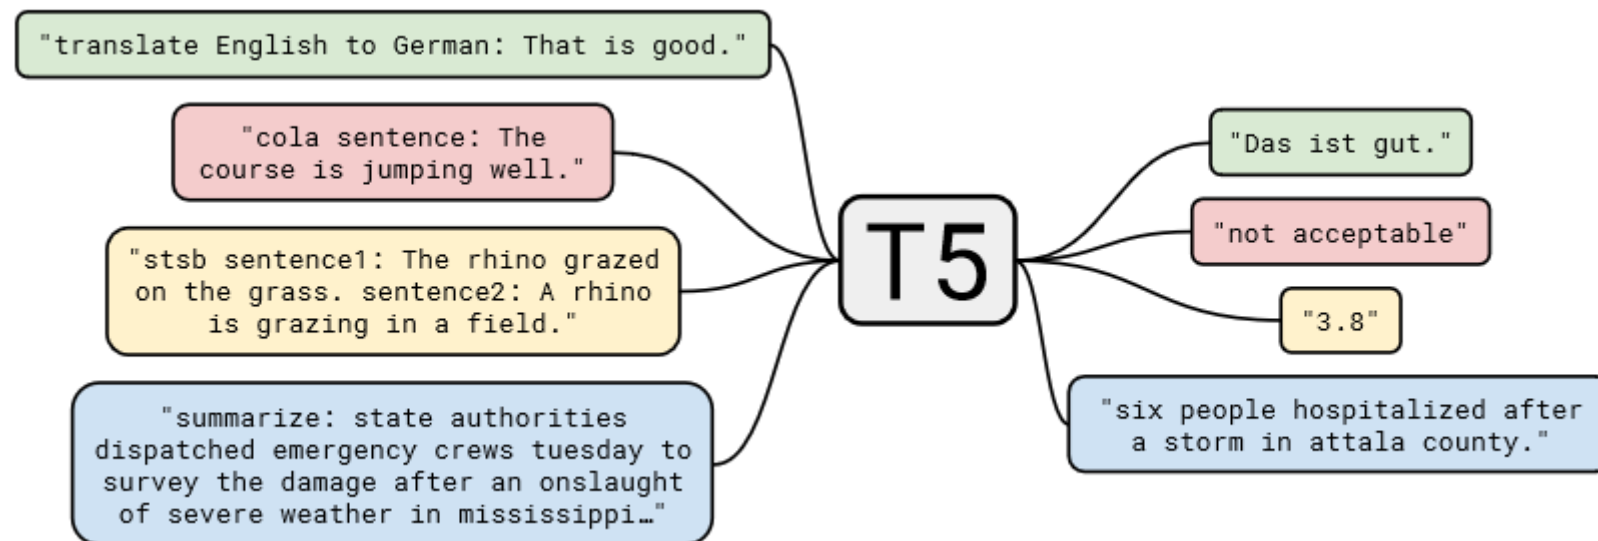 "translate English to German: That is good."
"cola sentence: The
course is jumping well."
"stsb sentence1: The rhino grazed
on the grass. sentence2: A rhino
is grazing in a field."
"summarize: state authorities
dispatched emergency crews tuesday to
survey the damage after an onslaught
of severe weather in mississippi…"
T5
"Das ist gut."
"not acceptable"
"3.8"
"six people hospitalized after
a storm in attala county."